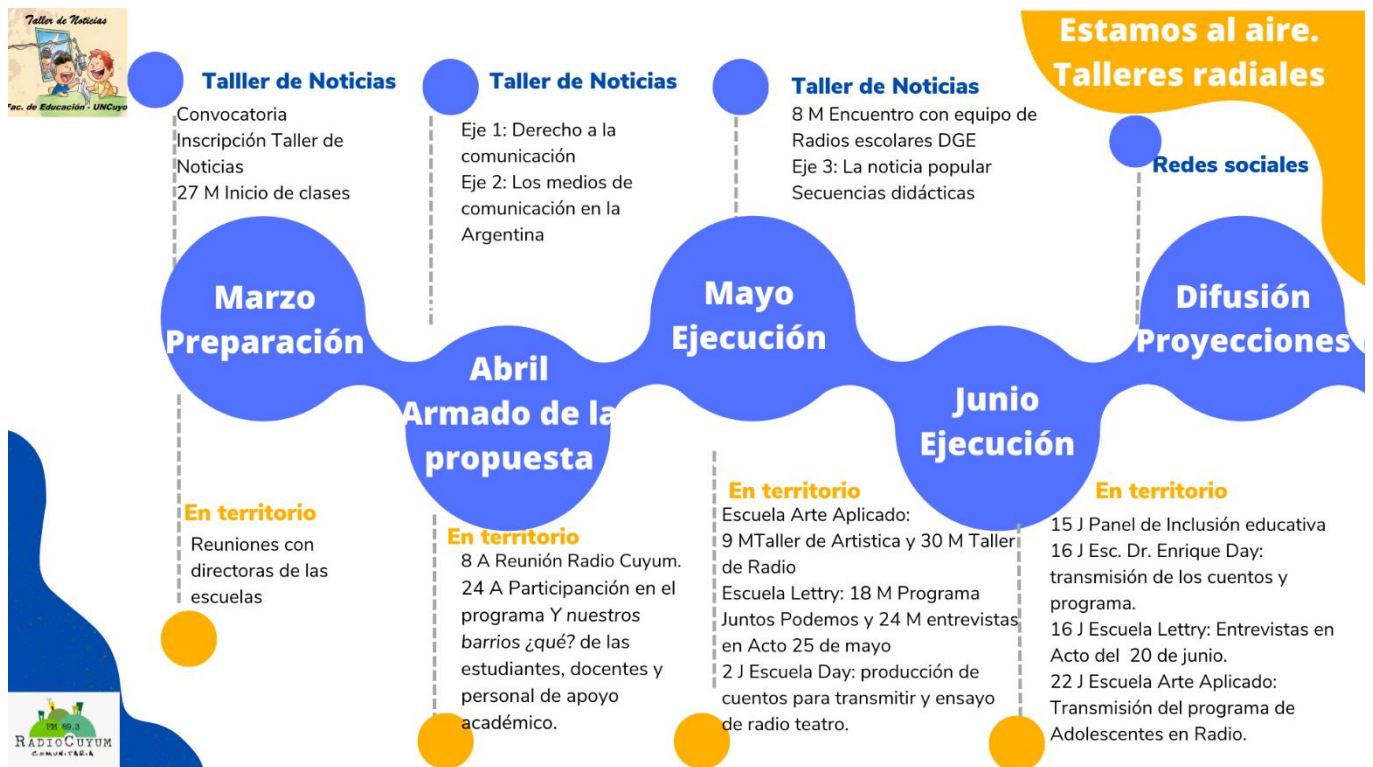 Taller de Noticias
Fac. de Educación - UNCuyo
Estamos al aire.
Talleres radiales
Talller de Noticias
Convocatoria
Inscripción Taller de
Noticias
27 M Inicio de clases
Taller de Noticias
Eje 1: Derecho a la
comunicación
Eje 2: Los medios de
comunicación en la
Argentina
Taller de Noticias
8 M Encuentro con equipo de
Radios escolares DGE
Eje 3: La noticia popular
Secuencias didácticas
Redes sociales
Marzo
Preparación
Abril
Armado de la
propuesta
Mayo
Ejecución
Junio
Ejecución
Difusión
Proyecciones
En territorio
Reuniones con
directoras de las
escuelas
En territorio
8 A Reunión Radio Cuyum.
24 A Participanción en el
programa Y nuestros
barrios ¿qué? de las
estudiantes, docentes y
personal de apoyo
académico.
En territorio
Escuela Arte Aplicado:
9 MTaller de Artistica y 30 M Taller
de Radio
Escuela Lettry: 18 M Programa
Juntos Podemos y 24 M entrevistas
en Acto 25 de mayo
2 J Escuela Day: producción de
cuentos para transmitir y ensayo
de radio teatro.
En territorio
15 J Panel de Inclusión educativa
16 J Esc. Dr. Enrique Day:
transmisión de los cuentos y
programa.
16 J Escuela Lettry: Entrevistas en
Acto del 20 de junio.
22 J Escuela Arte Aplicado:
Transmisión del programa de
Adolescentes en Radio.
FM 89.3
RADIOCUYUM
COMUNITARIA